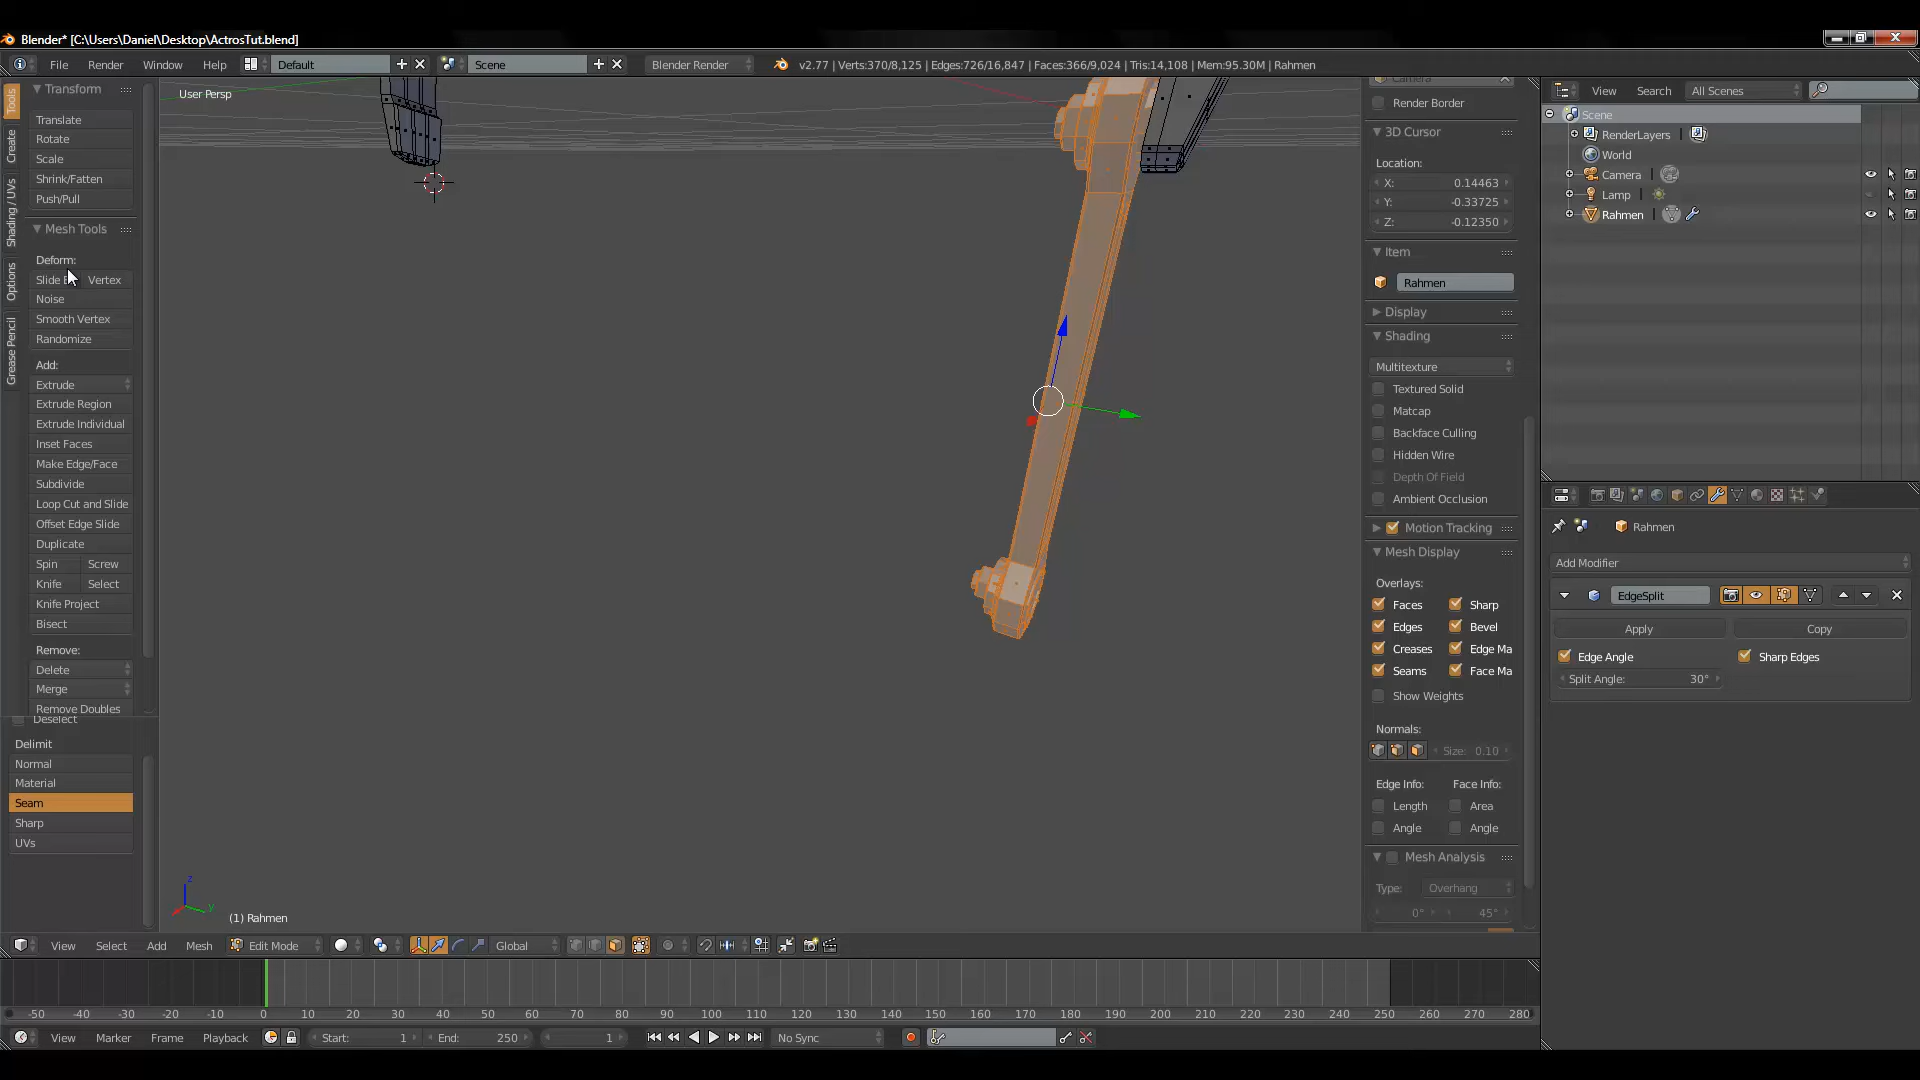 Blender* [C:\Users\Daniel\Desktop\ActrosTut.blend]
File Render Window Help Default Scene Blender Render v2.77 | Verts:370/8,125 | Edges:726/16,847 | Faces:366/9,024 | Tris:14,108 | Mem:95.30M | Rahmen
Tools
Create
Shading / UVs
Options
Grease Pencil
Transform
Translate
Rotate
Scale
Shrink/Fatten
Push/Pull
Mesh Tools
Deform:
Slide Vertex
Noise
Smooth Vertex
Randomize
Add:
Extrude
Extrude Region
Extrude Individual
Inset Faces
Make Edge/Face
Subdivide
Loop Cut and Slide
Offset Edge Slide
Duplicate
Spin Screw
Knife Select
Knife Project
Bisect
Remove:
Delete
Merge
Remove Doubles
Deselect
Delimit
Normal
Material
Seam
Sharp
UVs
User Persp
z
y
(1) Rahmen
Camera
Render Border
3D Cursor
Location:
X: 0.14463
Y: -0.33725
Z: -0.12350
Item
Rahmen
Display
Shading
Multitexture
Textured Solid
Matcap
Backface Culling
Hidden Wire
Depth Of Field
Ambient Occlusion
Motion Tracking
Mesh Display
Overlays:
Faces Sharp
Edges Bevel
Creases Edge Ma
Seams Face Ma
Show Weights
Normals:
Size: 0.10
Edge Info: Face Info:
Length Area
Angle Angle
Mesh Analysis
Type: Overhang
0° 45°
View Search All Scenes
Scene
RenderLayers
World
Camera
Lamp
Rahmen
Rahmen
Add Modifier
EdgeSplit
Apply Copy
Edge Angle Sharp Edges
Split Angle: 30°
View Select Add Mesh Edit Mode Global
-50 -40 -30 -20 -10 0 10 20 30 40 50 60 70 80 90 100 110 120 130 140 150 160 170 180 190 200 210 220 230 240 250 260 270 280
View Marker Frame Playback Start: 1 End: 250 1 No Sync